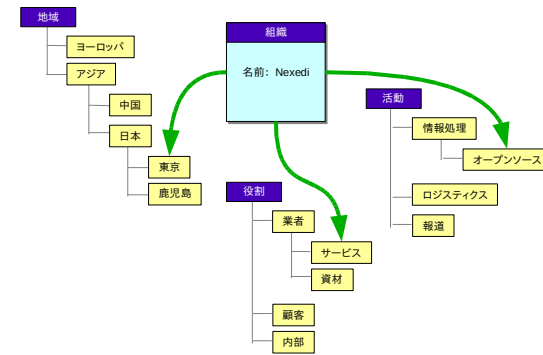 地域
ヨーロッパ
アジア
中国
日本
東京
鹿児島
組織
名前: Nexedi
役割
業者
サービス
資材
顧客
内部
活動
情報処理
オープンソース
ロジスティクス
報道